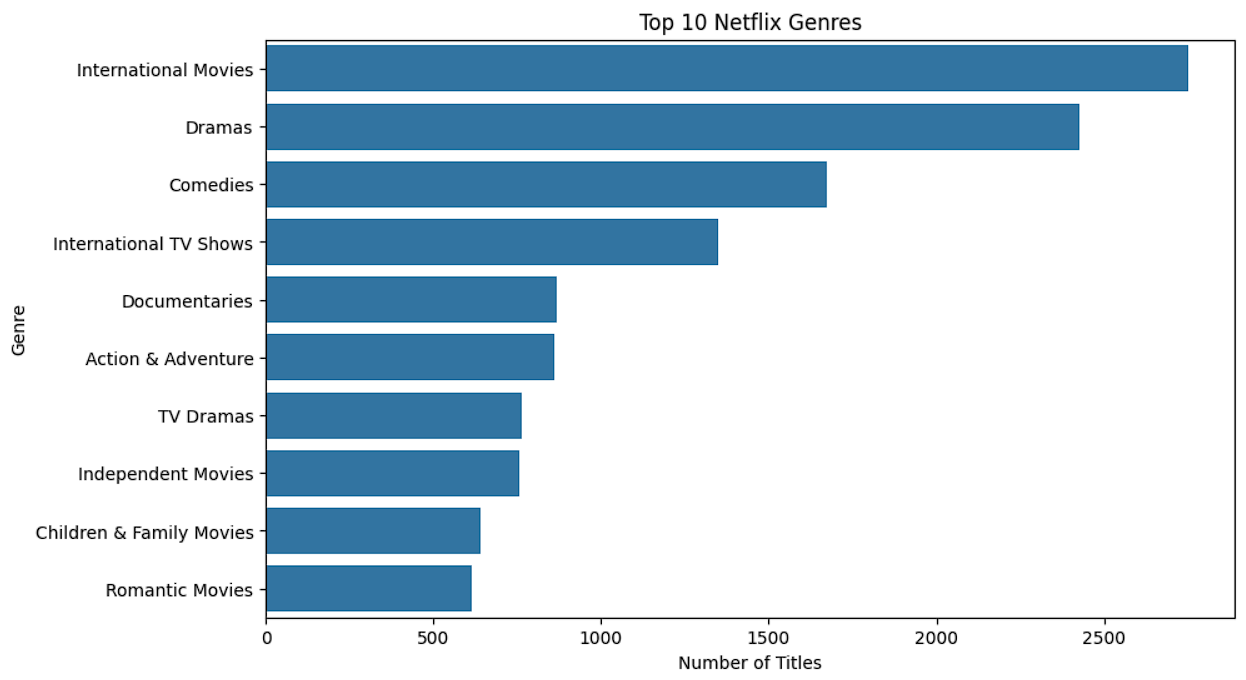 Top 10 Netflix Genres
Genre
International Movies
Dramas
Comedies
International TV Shows
Documentaries
Action & Adventure
TV Dramas
Independent Movies
Children & Family Movies
Romantic Movies
0 500 1000 1500 2000 2500
Number of Titles